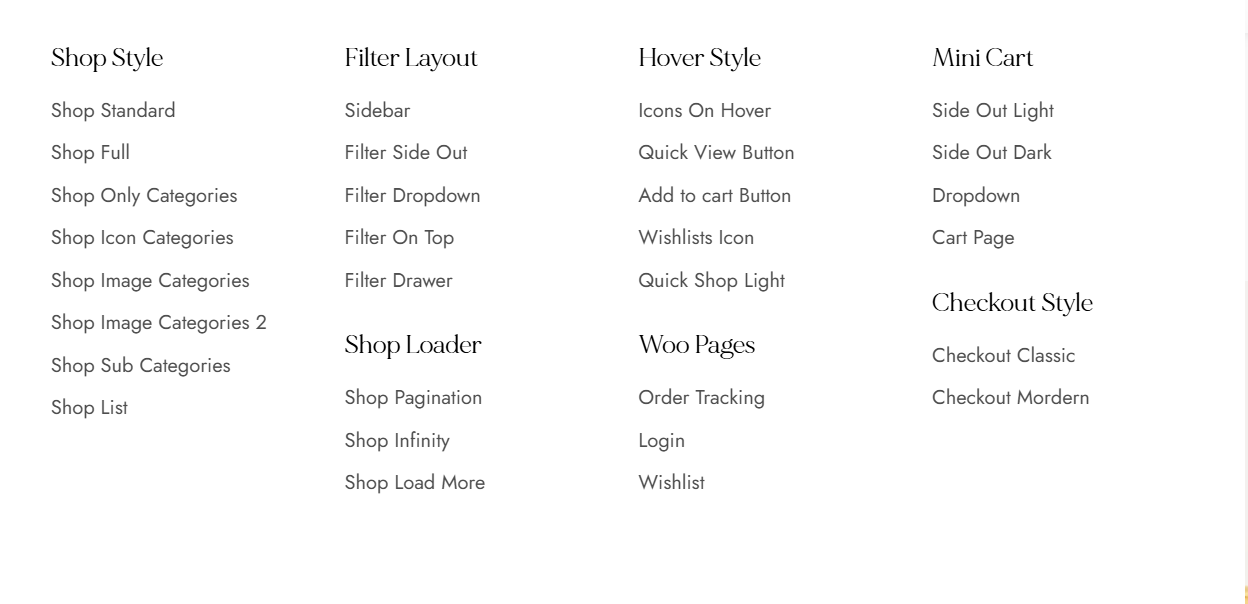 Shop Style
Shop Standard
Shop Full
Shop Only Categories
Shop Icon Categories
Shop Image Categories
Shop Image Categories 2
Shop Sub Categories
Shop List
Filter Layout
Sidebar
Filter Side Out
Filter Dropdown
Filter On Top
Filter Drawer
Shop Loader
Shop Pagination
Shop Infinity
Shop Load More
Hover Style
Icons On Hover
Quick View Button
Add to cart Button
Wishlists Icon
Quick Shop Light
Woo Pages
Order Tracking
Login
Wishlist
Mini Cart
Side Out Light
Side Out Dark
Dropdown
Cart Page
Checkout Style
Checkout Classic
Checkout Mordern